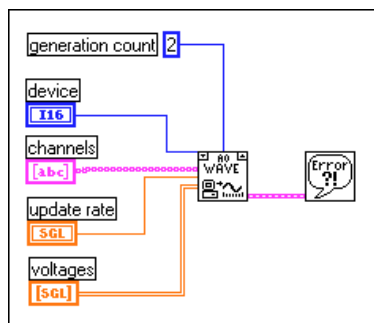 generation count 2
device
I16
channels
[abc]
update rate
SGL
voltages
[SGL]
AO
WAVE
Error
?!